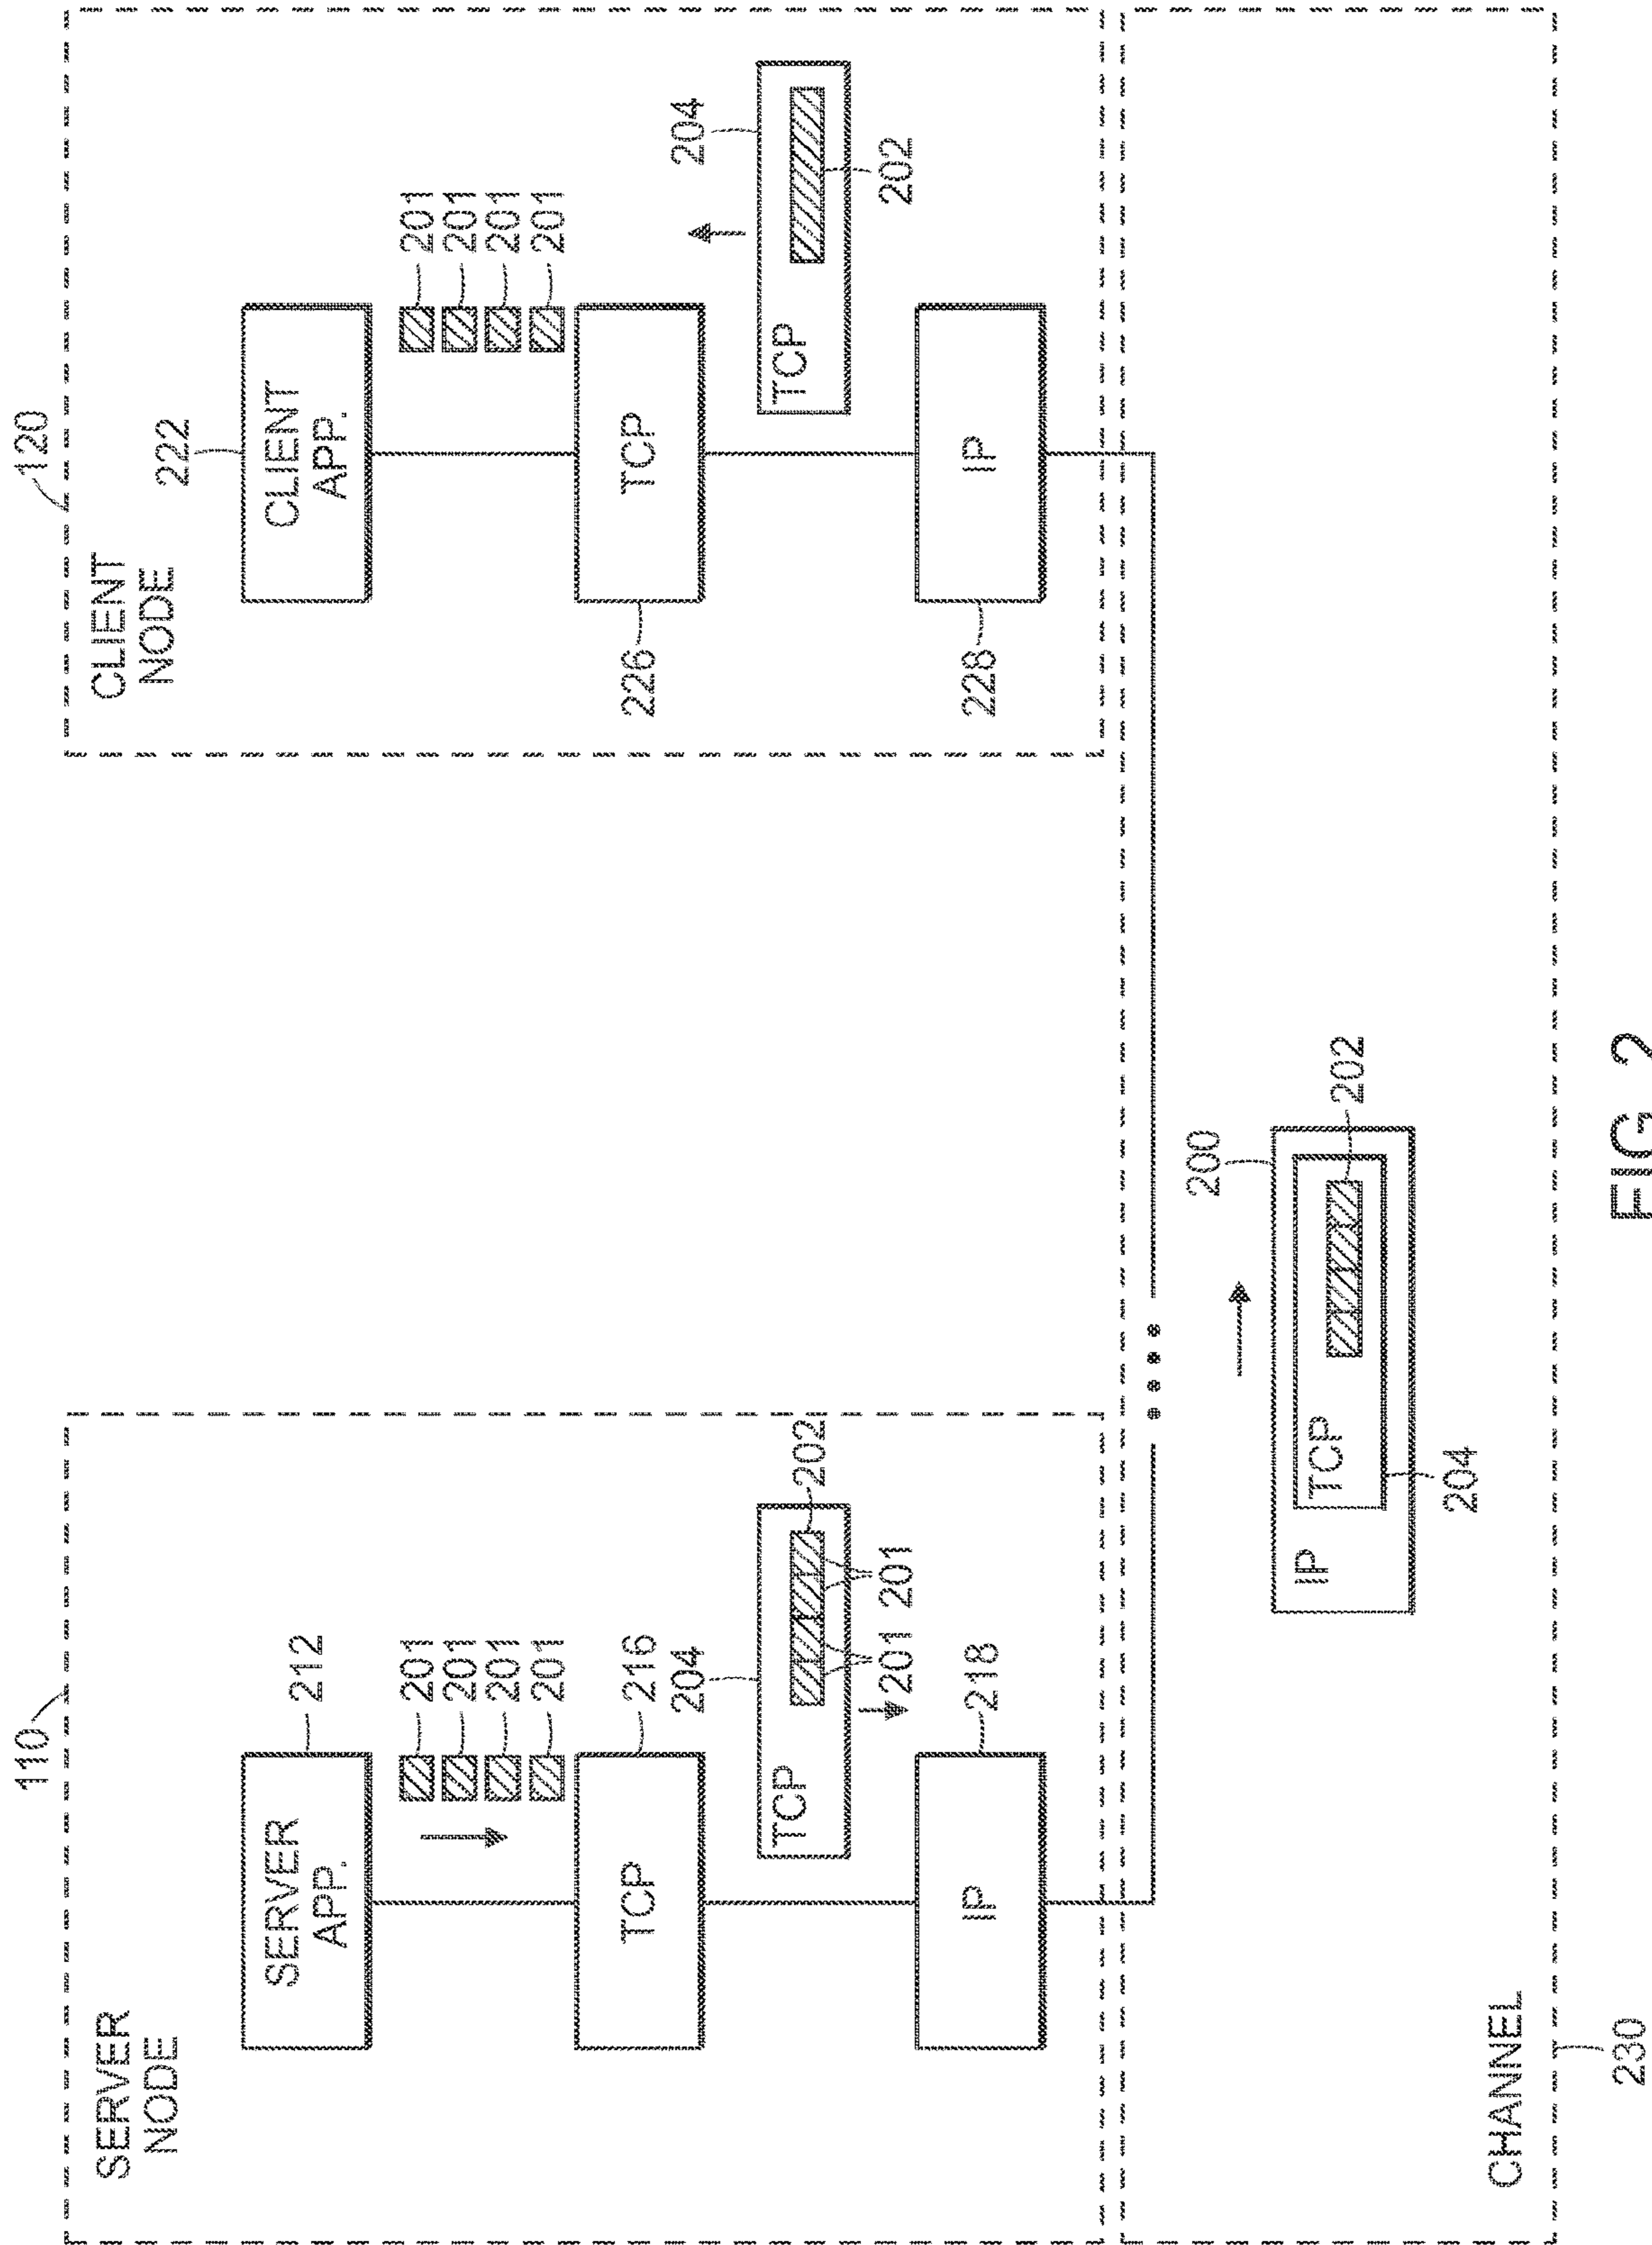 110
SERVER
NODE
SERVER
APP.
212
201
201
201
201
TCP
216
204
TCP
202
201
201
IP
218
120
CLIENT
NODE
222
CLIENT
APP.
201
201
201
201
TCP
226
204
TCP
202
IP
228
200
IP
TCP
202
204
CHANNEL
230
FIG. 2